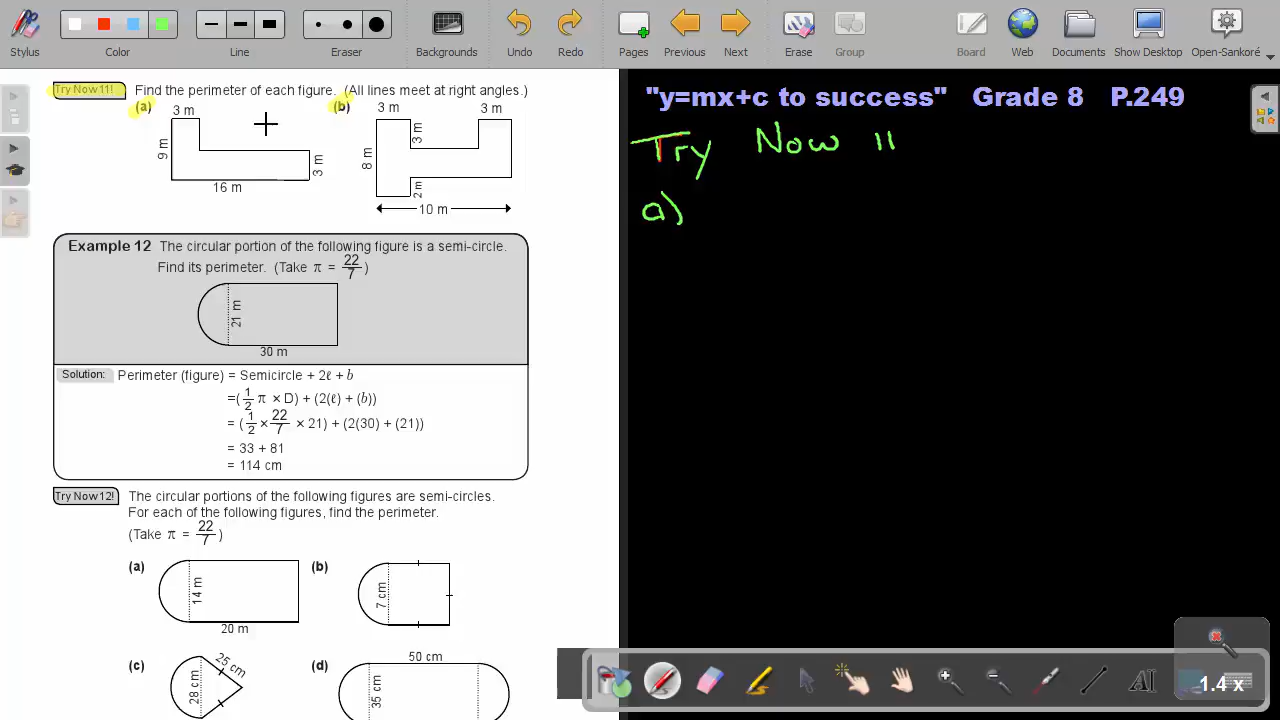 Stylus Color Line Eraser Backgrounds Undo Redo Pages Previous Next Erase Group Board Web Documents Show Desktop Open-Sankoré
Try Now 11! Find the perimeter of each figure. (All lines meet at right angles.)
(a) 3 m 9 m 3 m 16 m
(b) 3 m 3 m 3 m 8 m 2 m 10 m
Example 12 The circular portion of the following figure is a semi-circle.
Find its perimeter. (Take π = 22/7)
21 m
30 m
Solution: Perimeter (figure) = Semicircle + 2ℓ + b
=(1/2 π × D) + (2(ℓ) + (b))
= (1/2 × 22/7 × 21) + (2(30) + (21))
= 33 + 81
= 114 cm
Try Now 12! The circular portions of the following figures are semi-circles.
For each of the following figures, find the perimeter.
(Take π = 22/7)
(a) 14 m 20 m
(b) 7 cm
(c) 25 cm 28 cm
(d) 50 cm 35 cm
"y=mx+c to success" Grade 8 P.249
Try Now 11
a)
1.4 x